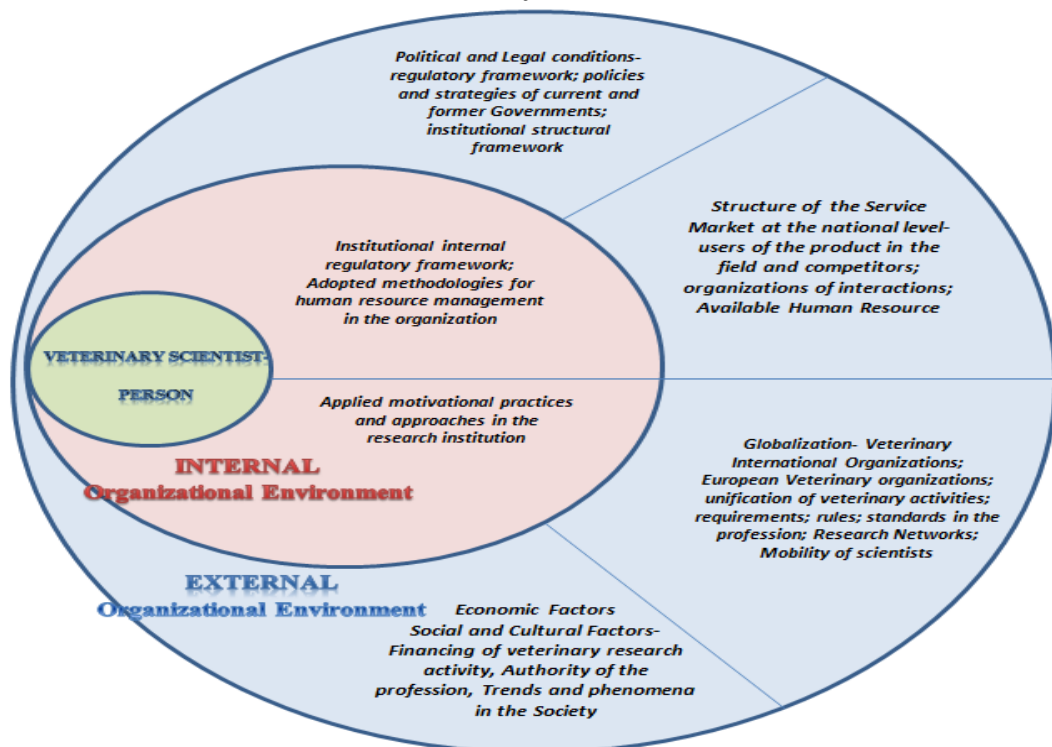 Political and Legal conditions-
regulatory framework; policies
and strategies of current and
former Governments;
institutional structural
framework
Structure of the Service
Market at the national level-
users of the product in the
field and competitors;
organizations of interactions;
Available Human Resource
Institutional internal
regulatory framework;
Adopted methodologies for
human resource management
in the organization
VETERINARY SCIENTIST-
PERSON
Applied motivational practices
and approaches in the
research institution
INTERNAL
Organizational Environment
Globalization- Veterinary
International Organizations;
European Veterinary organizations;
unification of veterinary activities;
requirements; rules; standards in the
profession; Research Networks;
Mobility of scientists
EXTERNAL
Organizational Environment
Economic Factors
Social and Cultural Factors-
Financing of veterinary research
activity, Authority of the
profession, Trends and phenomena
in the Society